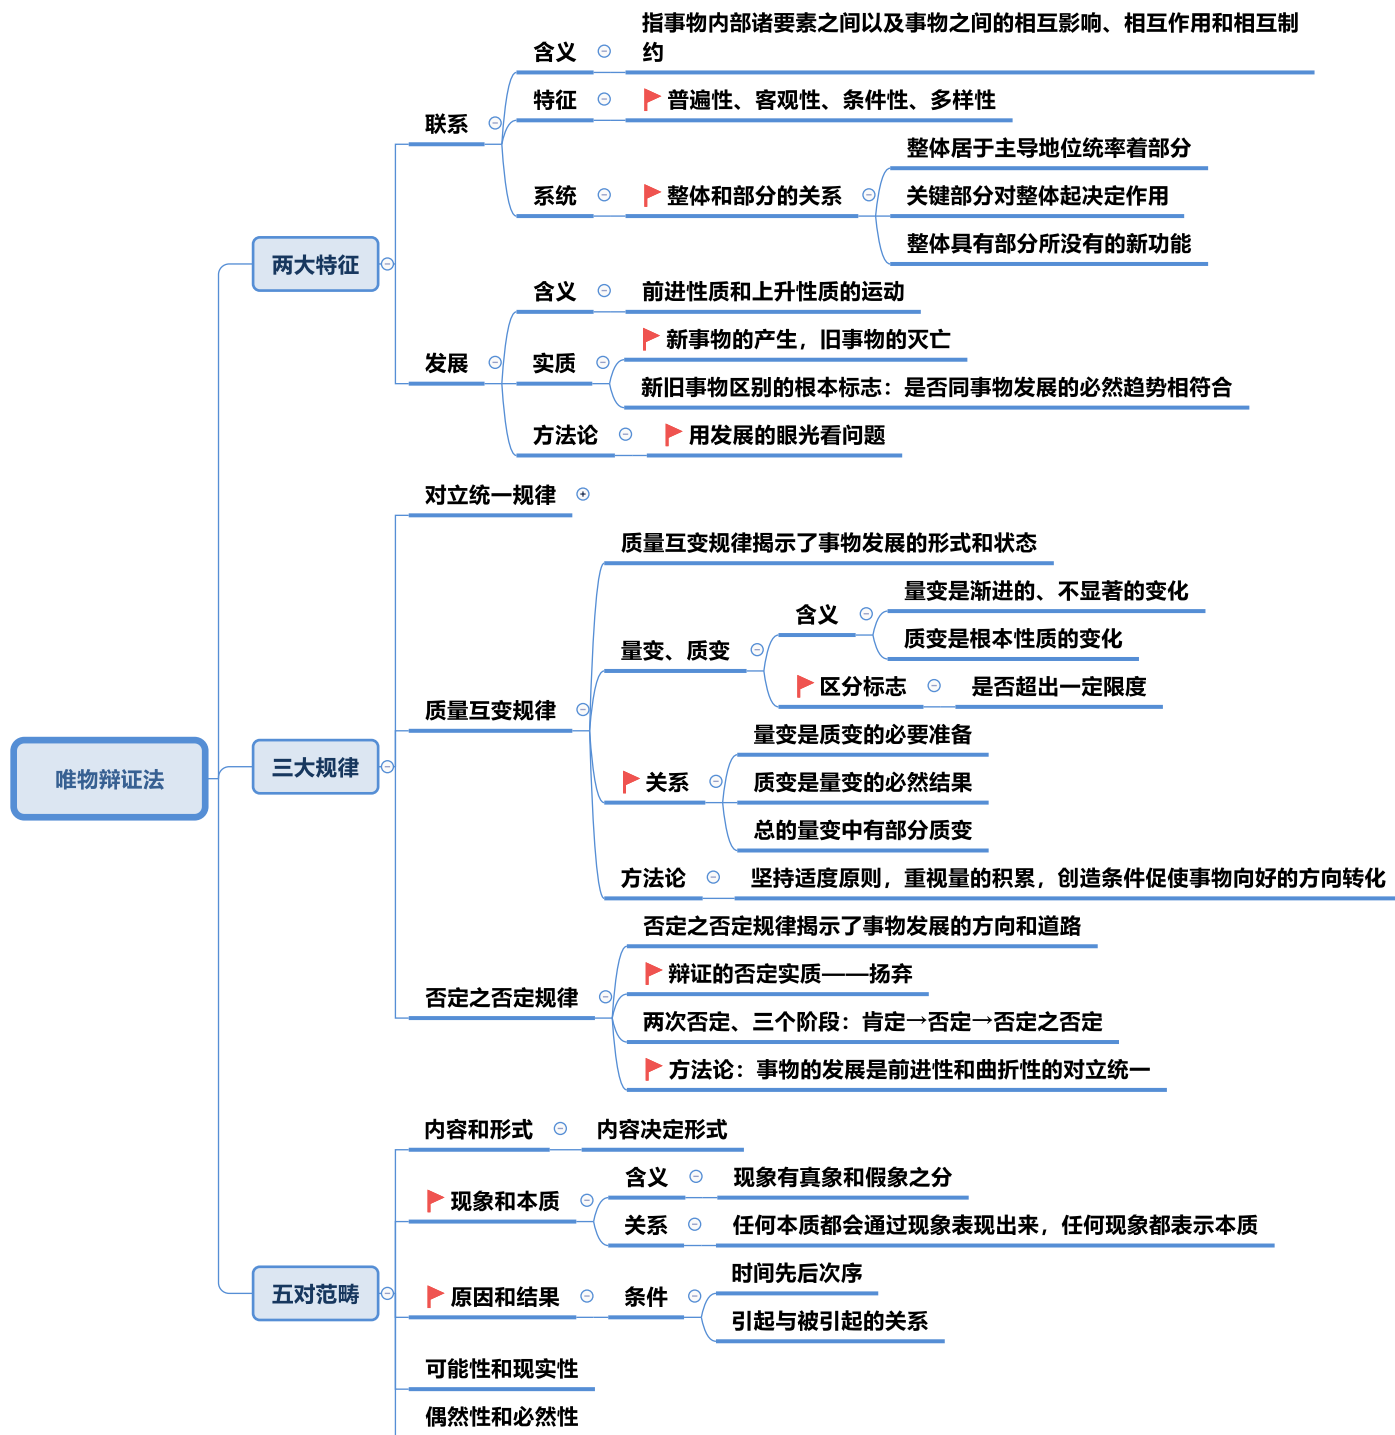 唯物辩证法
两大特征
联系
含义
指事物内部诸要素之间以及事物之间的相互影响、相互作用和相互制
约
特征
普遍性、客观性、条件性、多样性
系统
整体和部分的关系
整体居于主导地位统率着部分
关键部分对整体起决定作用
整体具有部分所没有的新功能
发展
含义
前进性质和上升性质的运动
实质
新事物的产生，旧事物的灭亡
新旧事物区别的根本标志：是否同事物发展的必然趋势相符合
方法论
用发展的眼光看问题
三大规律
对立统一规律
质量互变规律
质量互变规律揭示了事物发展的形式和状态
量变、质变
含义
量变是渐进的、不显著的变化
质变是根本性质的变化
区分标志
是否超出一定限度
关系
量变是质变的必要准备
质变是量变的必然结果
总的量变中有部分质变
方法论
坚持适度原则，重视量的积累，创造条件促使事物向好的方向转化
否定之否定规律
否定之否定规律揭示了事物发展的方向和道路
辩证的否定实质——扬弃
两次否定、三个阶段：肯定→否定→否定之否定
方法论：事物的发展是前进性和曲折性的对立统一
五对范畴
内容和形式
内容决定形式
现象和本质
含义
现象有真象和假象之分
关系
任何本质都会通过现象表现出来，任何现象都表示本质
原因和结果
条件
时间先后次序
引起与被引起的关系
可能性和现实性
偶然性和必然性